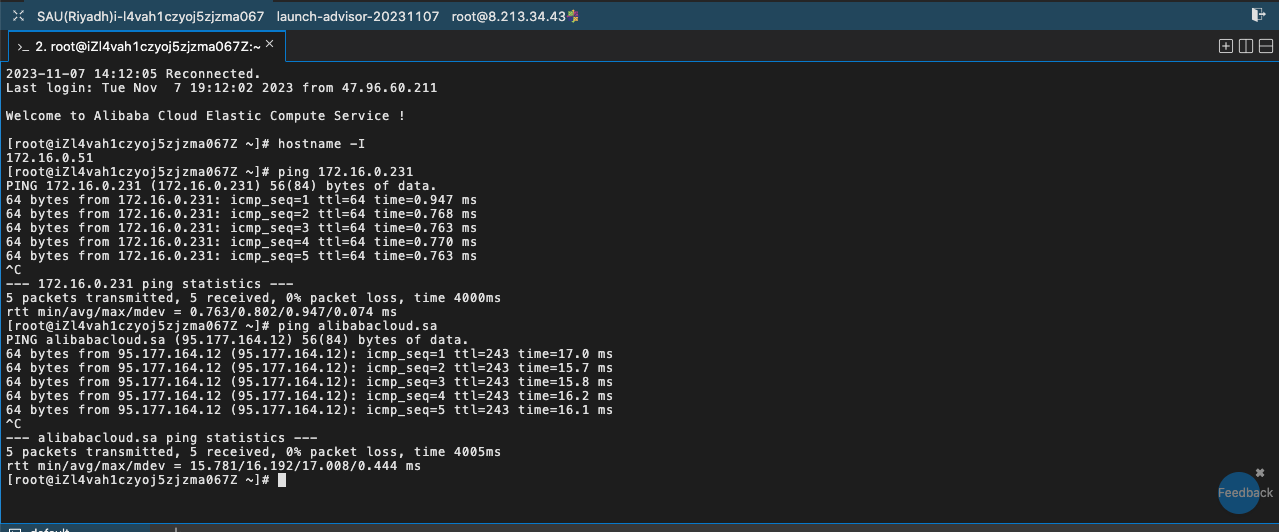 SAU(Riyadh)i-l4vah1czyoj5zjzma067 launch-advisor-20231107 root@8.213.34.43
>_ 2. root@iZl4vah1czyoj5zjzma067Z:~ ×
2023-11-07 14:12:05 Reconnected.
Last login: Tue Nov  7 19:12:02 2023 from 47.96.60.211
Welcome to Alibaba Cloud Elastic Compute Service !
[root@iZl4vah1czyoj5zjzma067Z ~]# hostname -I
172.16.0.51
[root@iZl4vah1czyoj5zjzma067Z ~]# ping 172.16.0.231
PING 172.16.0.231 (172.16.0.231) 56(84) bytes of data.
64 bytes from 172.16.0.231: icmp_seq=1 ttl=64 time=0.947 ms
64 bytes from 172.16.0.231: icmp_seq=2 ttl=64 time=0.768 ms
64 bytes from 172.16.0.231: icmp_seq=3 ttl=64 time=0.763 ms
64 bytes from 172.16.0.231: icmp_seq=4 ttl=64 time=0.770 ms
64 bytes from 172.16.0.231: icmp_seq=5 ttl=64 time=0.763 ms
^C
--- 172.16.0.231 ping statistics ---
5 packets transmitted, 5 received, 0% packet loss, time 4000ms
rtt min/avg/max/mdev = 0.763/0.802/0.947/0.074 ms
[root@iZl4vah1czyoj5zjzma067Z ~]# ping alibabacloud.sa
PING alibabacloud.sa (95.177.164.12) 56(84) bytes of data.
64 bytes from 95.177.164.12 (95.177.164.12): icmp_seq=1 ttl=243 time=17.0 ms
64 bytes from 95.177.164.12 (95.177.164.12): icmp_seq=2 ttl=243 time=15.7 ms
64 bytes from 95.177.164.12 (95.177.164.12): icmp_seq=3 ttl=243 time=15.8 ms
64 bytes from 95.177.164.12 (95.177.164.12): icmp_seq=4 ttl=243 time=16.2 ms
64 bytes from 95.177.164.12 (95.177.164.12): icmp_seq=5 ttl=243 time=16.1 ms
^C
--- alibabacloud.sa ping statistics ---
5 packets transmitted, 5 received, 0% packet loss, time 4005ms
rtt min/avg/max/mdev = 15.781/16.192/17.008/0.444 ms
[root@iZl4vah1czyoj5zjzma067Z ~]#
Feedback
default